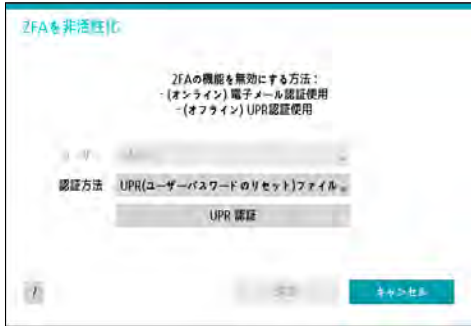 2FAを非活性化
2FAの機能を無効にする方法：
- (オンライン) 電子メール認証使用
- (オフライン) UPR認証使用
認証方法 UPR(ユーザーパスワードのリセット)ファイル
UPR 認証
?
キャンセル